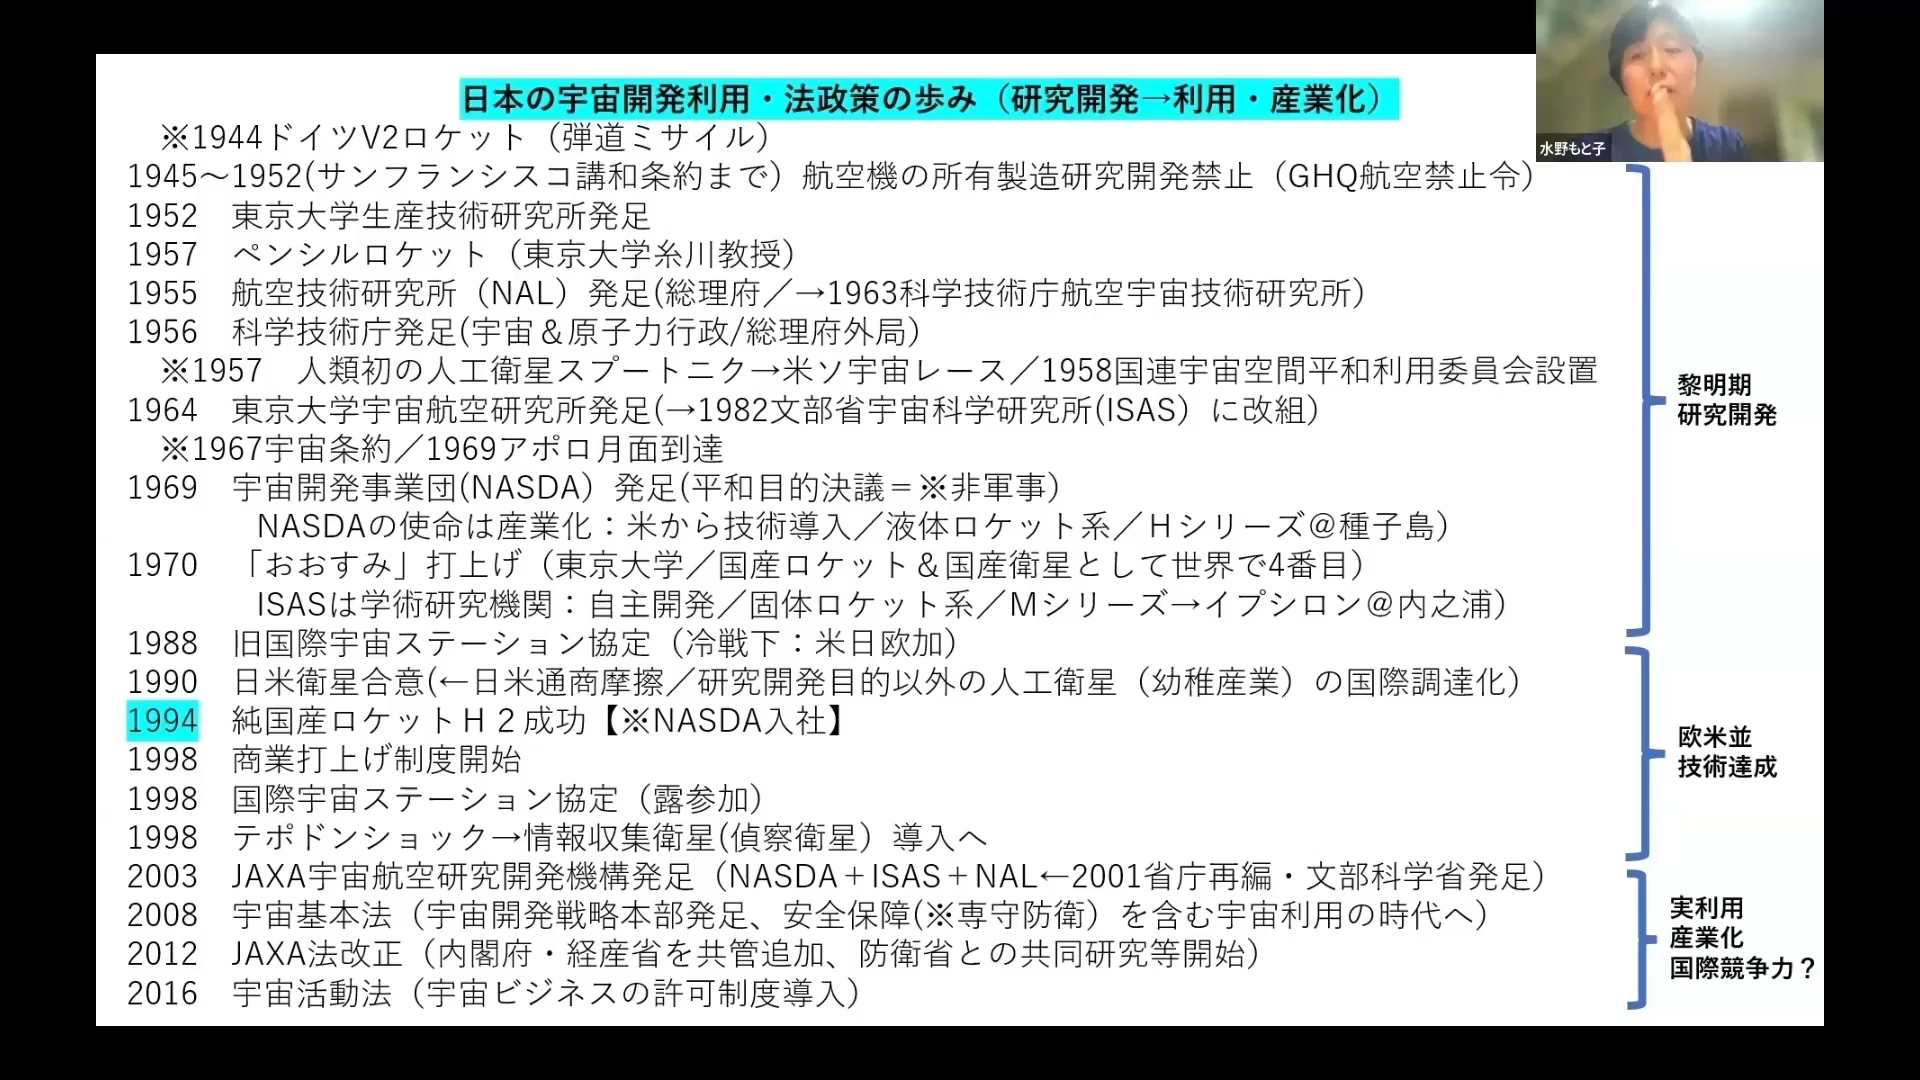 日本の宇宙開発利用・法政策の歩み（研究開発→利用・産業化）
※1944ドイツV2ロケット（弾道ミサイル）
1945～1952(サンフランシスコ講和条約まで）航空機の所有製造研究開発禁止（GHQ航空禁止令）
1952　東京大学生産技術研究所発足
1957　ペンシルロケット（東京大学糸川教授）
1955　航空技術研究所（NAL）発足(総理府／→1963科学技術庁航空宇宙技術研究所）
1956　科学技術庁発足(宇宙＆原子力行政/総理府外局）
※1957　人類初の人工衛星スプートニク→米ソ宇宙レース／1958国連宇宙空間平和利用委員会設置
1964　東京大学宇宙航空研究所発足(→1982文部省宇宙科学研究所(ISAS）に改組）
※1967宇宙条約／1969アポロ月面到達
1969　宇宙開発事業団(NASDA）発足(平和目的決議＝※非軍事）
NASDAの使命は産業化：米から技術導入／液体ロケット系／Ｈシリーズ＠種子島）
1970　「おおすみ」打上げ（東京大学／国産ロケット＆国産衛星として世界で4番目）
ISASは学術研究機関：自主開発／固体ロケット系／Mシリーズ→イプシロン＠内之浦）
1988　旧国際宇宙ステーション協定（冷戦下：米日欧加）
1990　日米衛星合意(←日米通商摩擦／研究開発目的以外の人工衛星（幼稚産業）の国際調達化）
1994　純国産ロケットＨ２成功【※NASDA入社】
1998　商業打上げ制度開始
1998　国際宇宙ステーション協定（露参加）
1998　テポドンショック→情報収集衛星(偵察衛星）導入へ
2003　JAXA宇宙航空研究開発機構発足（NASDA＋ISAS＋NAL←2001省庁再編・文部科学省発足）
2008　宇宙基本法（宇宙開発戦略本部発足、安全保障(※専守防衛）を含む宇宙利用の時代へ）
2012　JAXA法改正（内閣府・経産省を共管追加、防衛省との共同研究等開始）
2016　宇宙活動法（宇宙ビジネスの許可制度導入）
水野もと子
黎明期
研究開発
欧米並
技術達成
実利用
産業化
国際競争力？